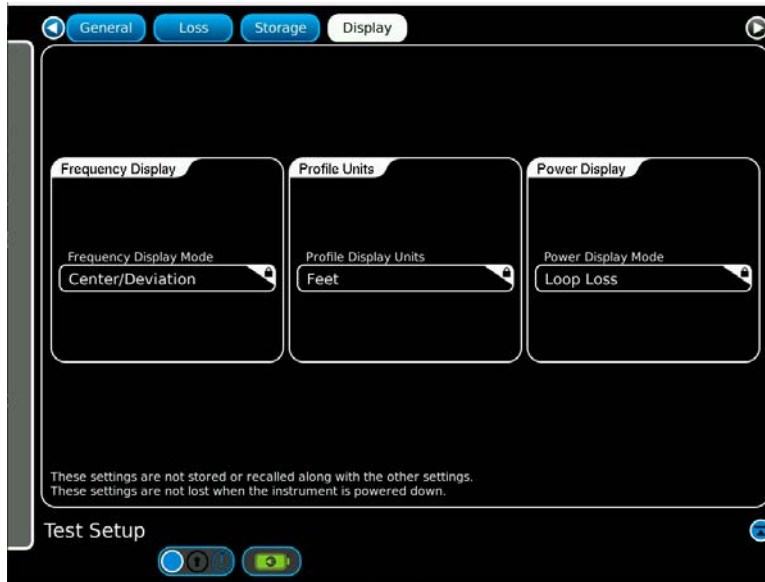 General
Loss
Storage
Display
Frequency Display
Profile Units
Power Display
Frequency Display Mode
Profile Display Units
Power Display Mode
Center/Deviation
Feet
Loop Loss
These settings are not stored or recalled along with the other settings.
These settings are not lost when the instrument is powered down.
Test Setup